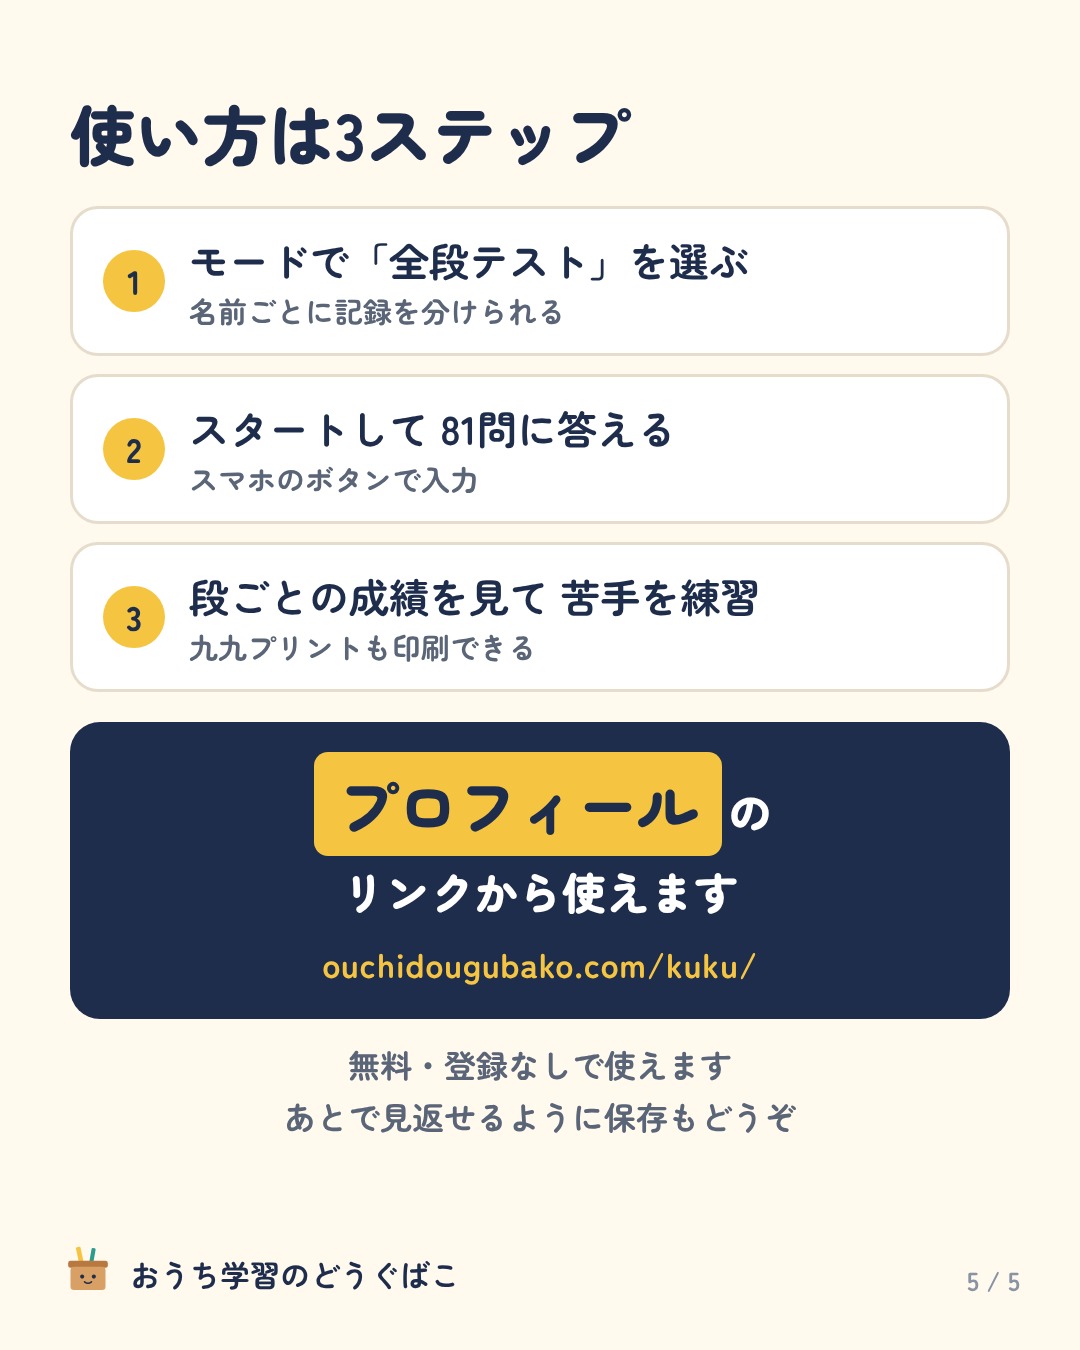 使い方は3ステップ
1
モードで「全段テスト」を選ぶ
名前ごとに記録を分けられる
2
スタートして 81問に答える
スマホのボタンで入力
3
段ごとの成績を見て 苦手を練習
九九プリントも印刷できる
プロフィール の
リンクから使えます
ouchidougubako.com/kuku/
無料・登録なしで使えます
あとで見返せるように保存もどうぞ
おうち学習のどうぐばこ
5 / 5